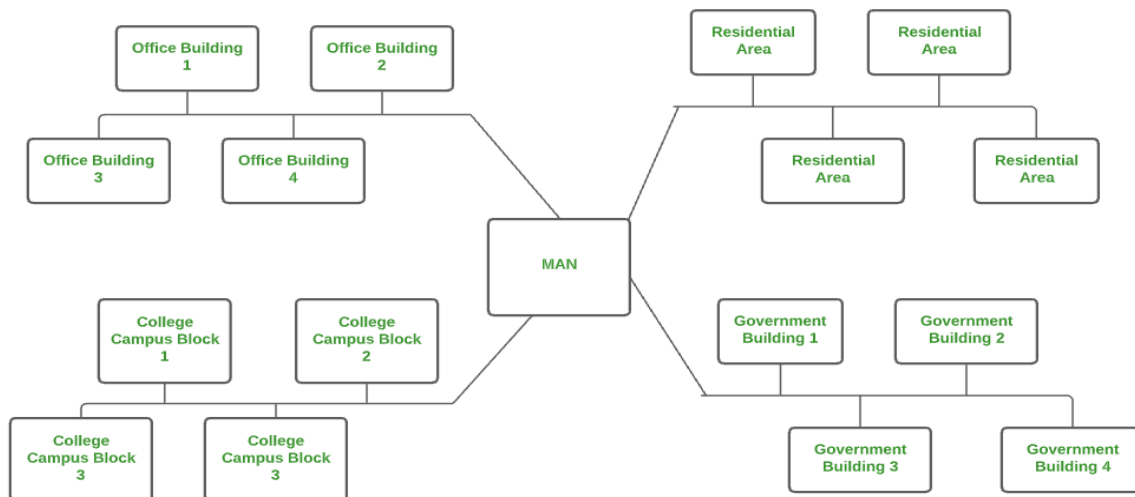 Office Building
1
Office Building
2
Office Building
3
Office Building
4
Residential
Area
Residential
Area
Residential
Area
Residential
Area
MAN
College
Campus Block
1
College
Campus Block
2
College
Campus Block
3
College
Campus Block
3
Government
Building 1
Government
Building 2
Government
Building 3
Government
Building 4